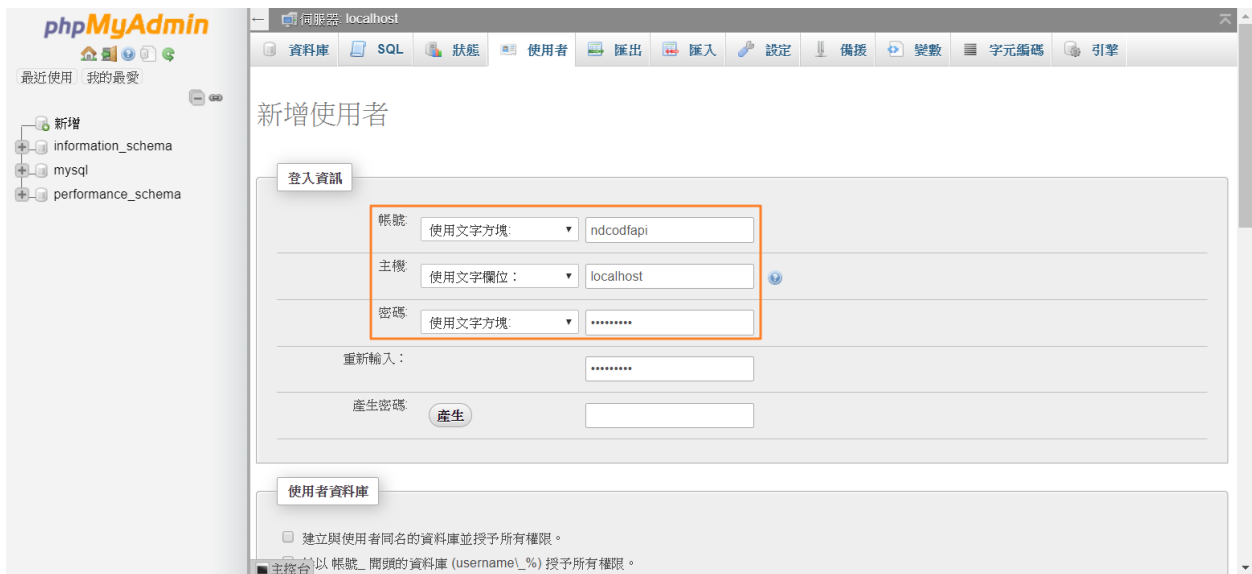 phpMyAdmin
最近使用 我的最愛
新增
information_schema
mysql
performance_schema
伺服器: localhost
資料庫 SQL 狀態 使用者 匯出 匯入 設定 備援 變數 字元編碼 引擎
新增使用者
登入資訊
帳號: 使用文字方塊: ndcodfapi
主機: 使用文字欄位： localhost
密碼: 使用文字方塊: •••••••••
重新輸入： •••••••••
產生密碼: 產生
使用者資料庫
建立與使用者同名的資料庫並授予所有權限。
以 帳號_ 開頭的資料庫 (username\_%) 授予所有權限。
主控台